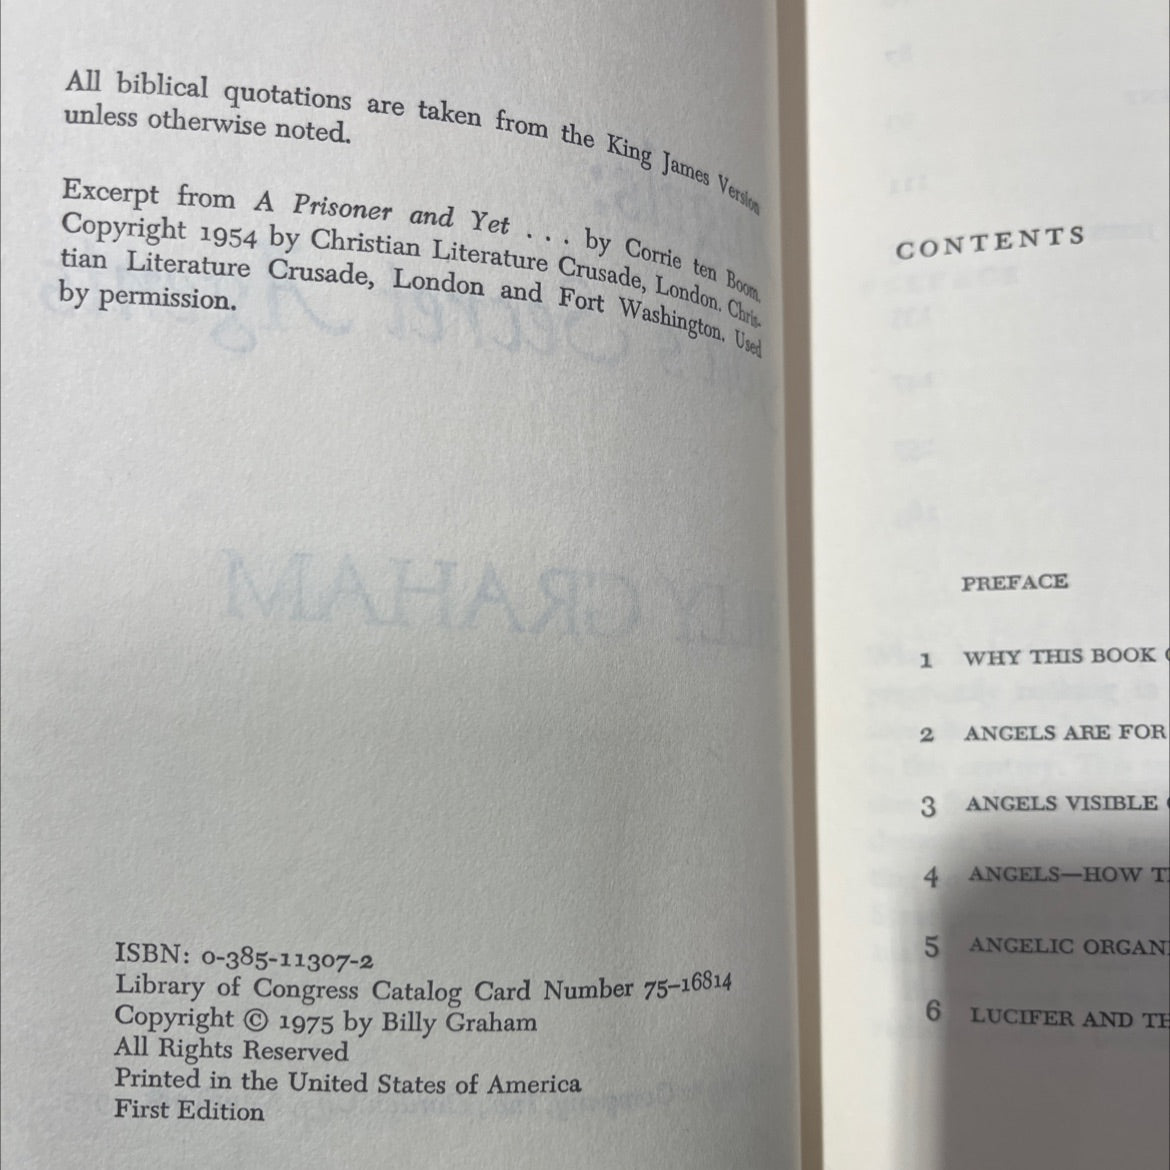 All biblical quotations are taken from the King James Version
unless otherwise noted.
Excerpt from A Prisoner and Yet . . . by Corrie ten Boom.
Copyright 1954 by Christian Literature Crusade, London. Chris-
tian Literature Crusade, London and Fort Washington. Used
by permission.
ISBN: 0-385-11307-2
Library of Congress Catalog Card Number 75-16814
Copyright © 1975 by Billy Graham
All Rights Reserved
Printed in the United States of America
First Edition
CONTENTS
PREFACE
1 WHY THIS BOOK
2 ANGELS ARE FOR
3 ANGELS VISIBLE
4 ANGELS—HOW
5 ANGELIC
6 LUCIFER AND